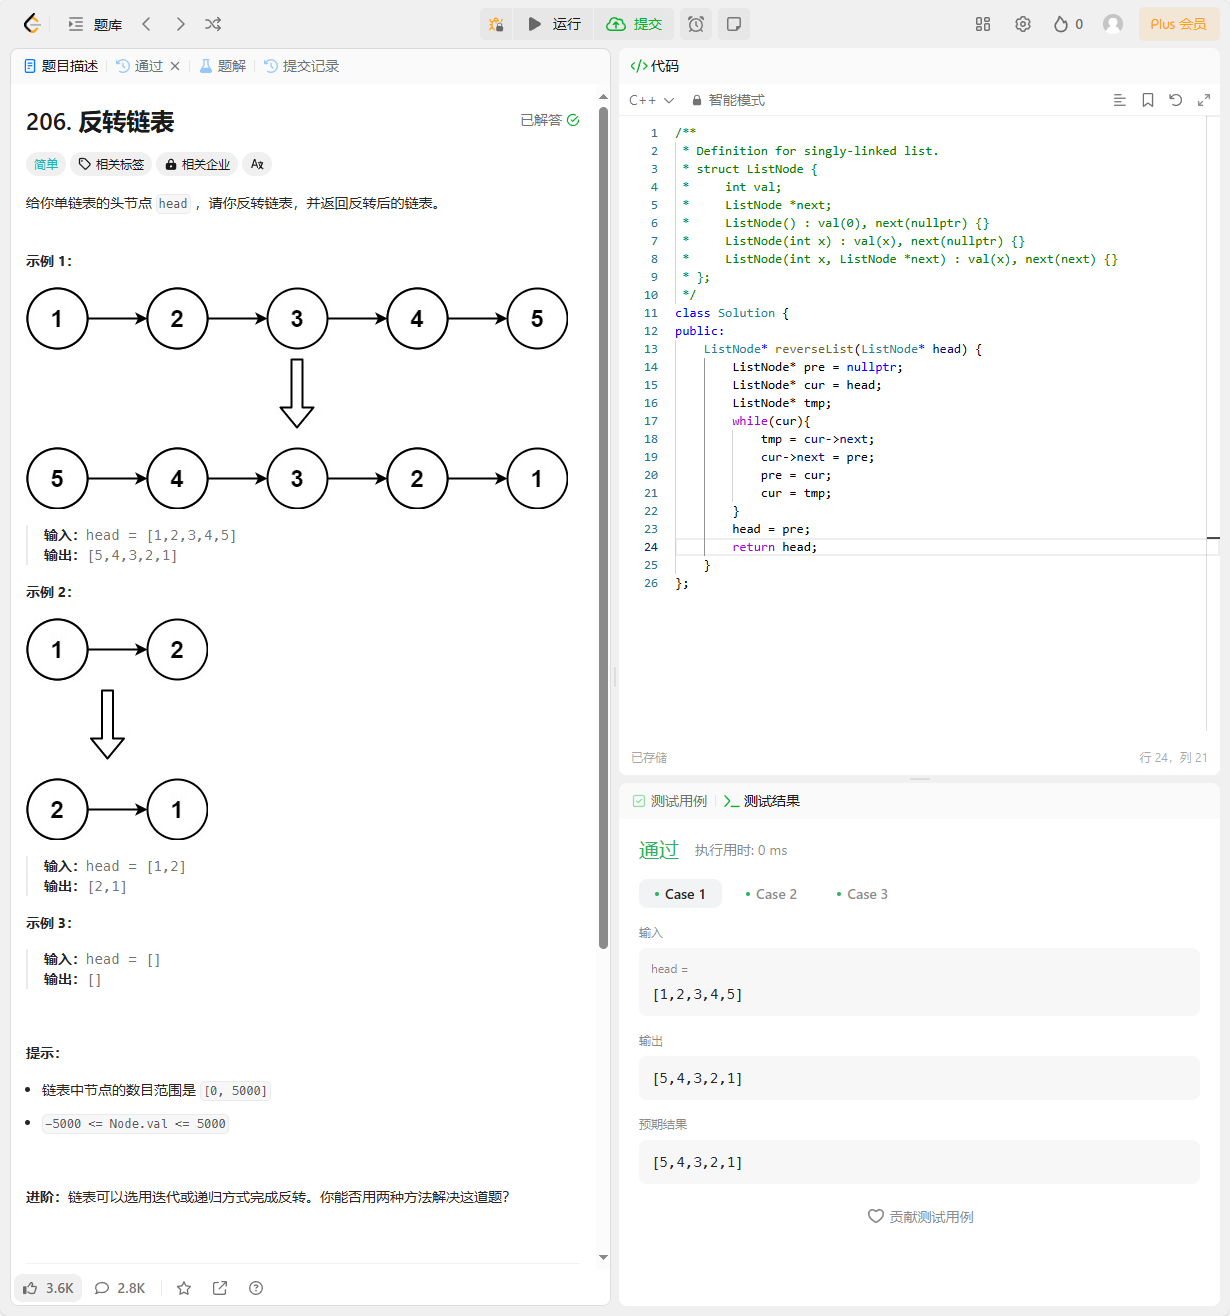 题库
运行
提交
0
Plus 会员
题目描述
通过
题解
提交记录
206. 反转链表
已解答
简单
相关标签
相关企业
给你单链表的头节点 head ，请你反转链表，并返回反转后的链表。
示例 1：
1 2 3 4 5
5 4 3 2 1
输入：head = [1,2,3,4,5]
输出：[5,4,3,2,1]
示例 2：
1 2
2 1
输入：head = [1,2]
输出：[2,1]
示例 3：
输入：head = []
输出：[]
提示：
链表中节点的数目范围是 [0, 5000]
-5000 <= Node.val <= 5000
进阶：链表可以选用迭代或递归方式完成反转。你能否用两种方法解决这道题？
3.6K
2.8K
</> 代码
C++
智能模式
1 /**
2 * Definition for singly-linked list.
3 * struct ListNode {
4 *     int val;
5 *     ListNode *next;
6 *     ListNode() : val(0), next(nullptr) {}
7 *     ListNode(int x) : val(x), next(nullptr) {}
8 *     ListNode(int x, ListNode *next) : val(x), next(next) {}
9 * };
10 */
11 class Solution {
12 public:
13     ListNode* reverseList(ListNode* head) {
14         ListNode* pre = nullptr;
15         ListNode* cur = head;
16         ListNode* tmp;
17         while(cur){
18             tmp = cur->next;
19             cur->next = pre;
20             pre = cur;
21             cur = tmp;
22         }
23         head = pre;
24         return head;
25     }
26 };
已存储
行 24，列 21
测试用例
测试结果
通过
执行用时: 0 ms
Case 1
Case 2
Case 3
输入
head =
[1,2,3,4,5]
输出
[5,4,3,2,1]
预期结果
[5,4,3,2,1]
贡献测试用例